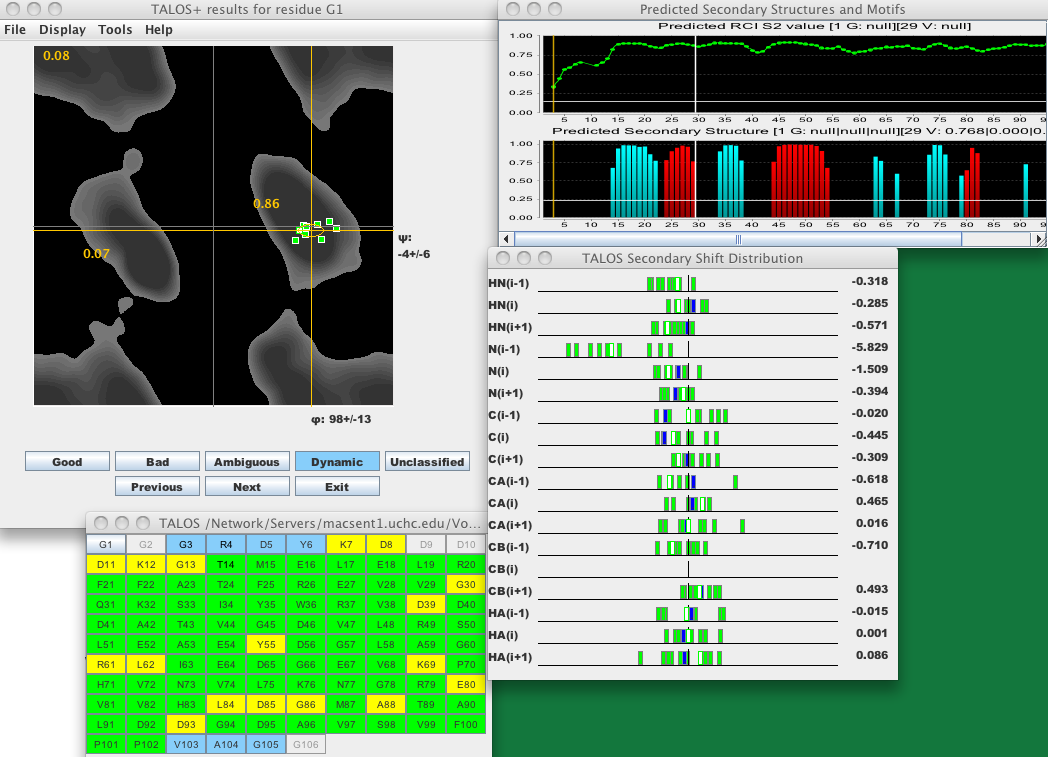 TALOS+ results for residue G1
File Display Tools Help
0.08
0.86
0.07
ψ:
-4+/-6
φ: 98+/-13
Good Bad Ambiguous Dynamic Unclassified
Previous Next Exit
Predicted Secondary Structures and Motifs
Predicted RCI S2 value [1 G: null][29 V: null]
1.00
0.75
0.50
0.25
0.00
5 10 15 20 25 30 35 40 45 50 55 60 65 70 75 80 85 90 9
Predicted Secondary Structure [1 G: null|null|null][29 V: 0.768|0.000|0.
1.00
0.75
0.50
0.25
0.00
5 10 15 20 25 30 35 40 45 50 55 60 65 70 75 80 85 90 9
TALOS Secondary Shift Distribution
HN(i-1) -0.318
HN(i) -0.285
HN(i+1) -0.571
N(i-1) -5.829
N(i) -1.509
N(i+1) -0.394
C(i-1) -0.020
C(i) -0.445
C(i+1) -0.309
CA(i-1) -0.618
CA(i) 0.465
CA(i+1) 0.016
CB(i-1) -0.710
CB(i)
CB(i+1) 0.493
HA(i-1) -0.015
HA(i) 0.001
HA(i+1) 0.086
TALOS /Network/Servers/macsent1.uchc.edu/Vo...
G1 G2 G3 R4 D5 Y6 K7 D8 D9 D10
D11 K12 G13 T14 M15 E16 L17 E18 L19 R20
F21 F22 A23 T24 F25 R26 E27 V28 V29 G30
Q31 K32 S33 I34 Y35 W36 R37 V38 D39 D40
D41 A42 T43 V44 G45 D46 V47 L48 R49 S50
L51 E52 A53 E54 Y55 D56 G57 L58 A59 G60
R61 L62 I63 E64 D65 G66 E67 V68 K69 P70
H71 V72 N73 V74 L75 K76 N77 G78 R79 E80
V81 V82 H83 L84 D85 G86 M87 A88 T89 A90
L91 D92 D93 G94 D95 A96 V97 S98 V99 F100
P101 P102 V103 A104 G105 G106